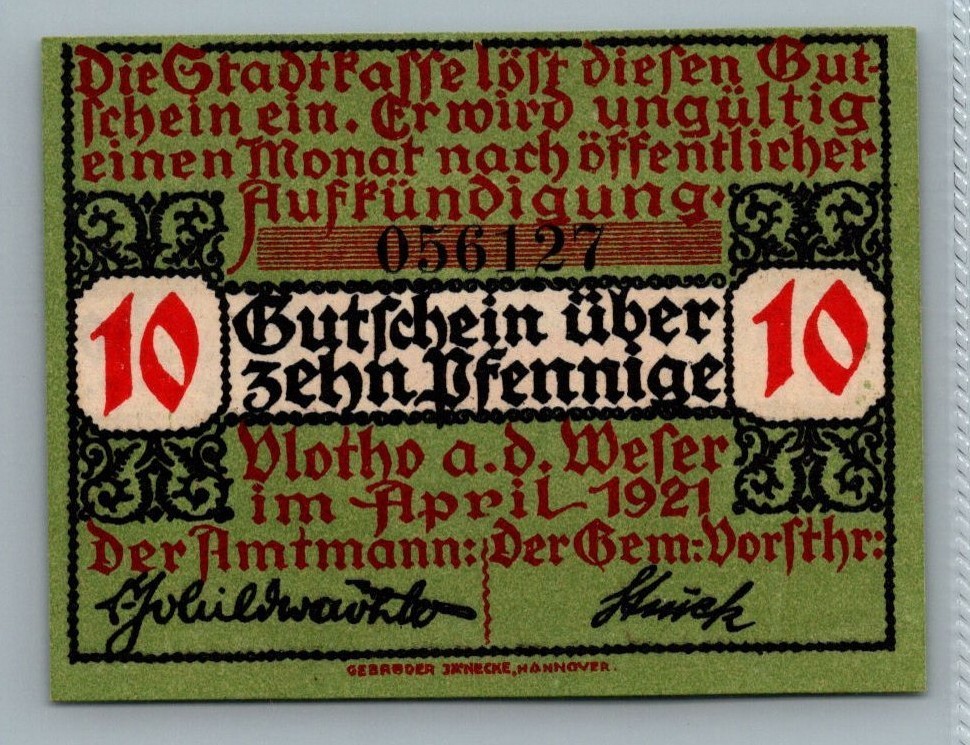 Die Stadtkasse löst diesen Gut-
schein ein. Er wird ungültig
einen Monat nach öffentlicher
Aufkündigung.
056127
10 Gutschein über 10
zehn Pfennige
Vlotho a.d. Weser
im April 1921
Der Amtmann: Der Gem:Vorsthr:
Stück
GEBRÜDER JÄNECKE, HANNOVER.